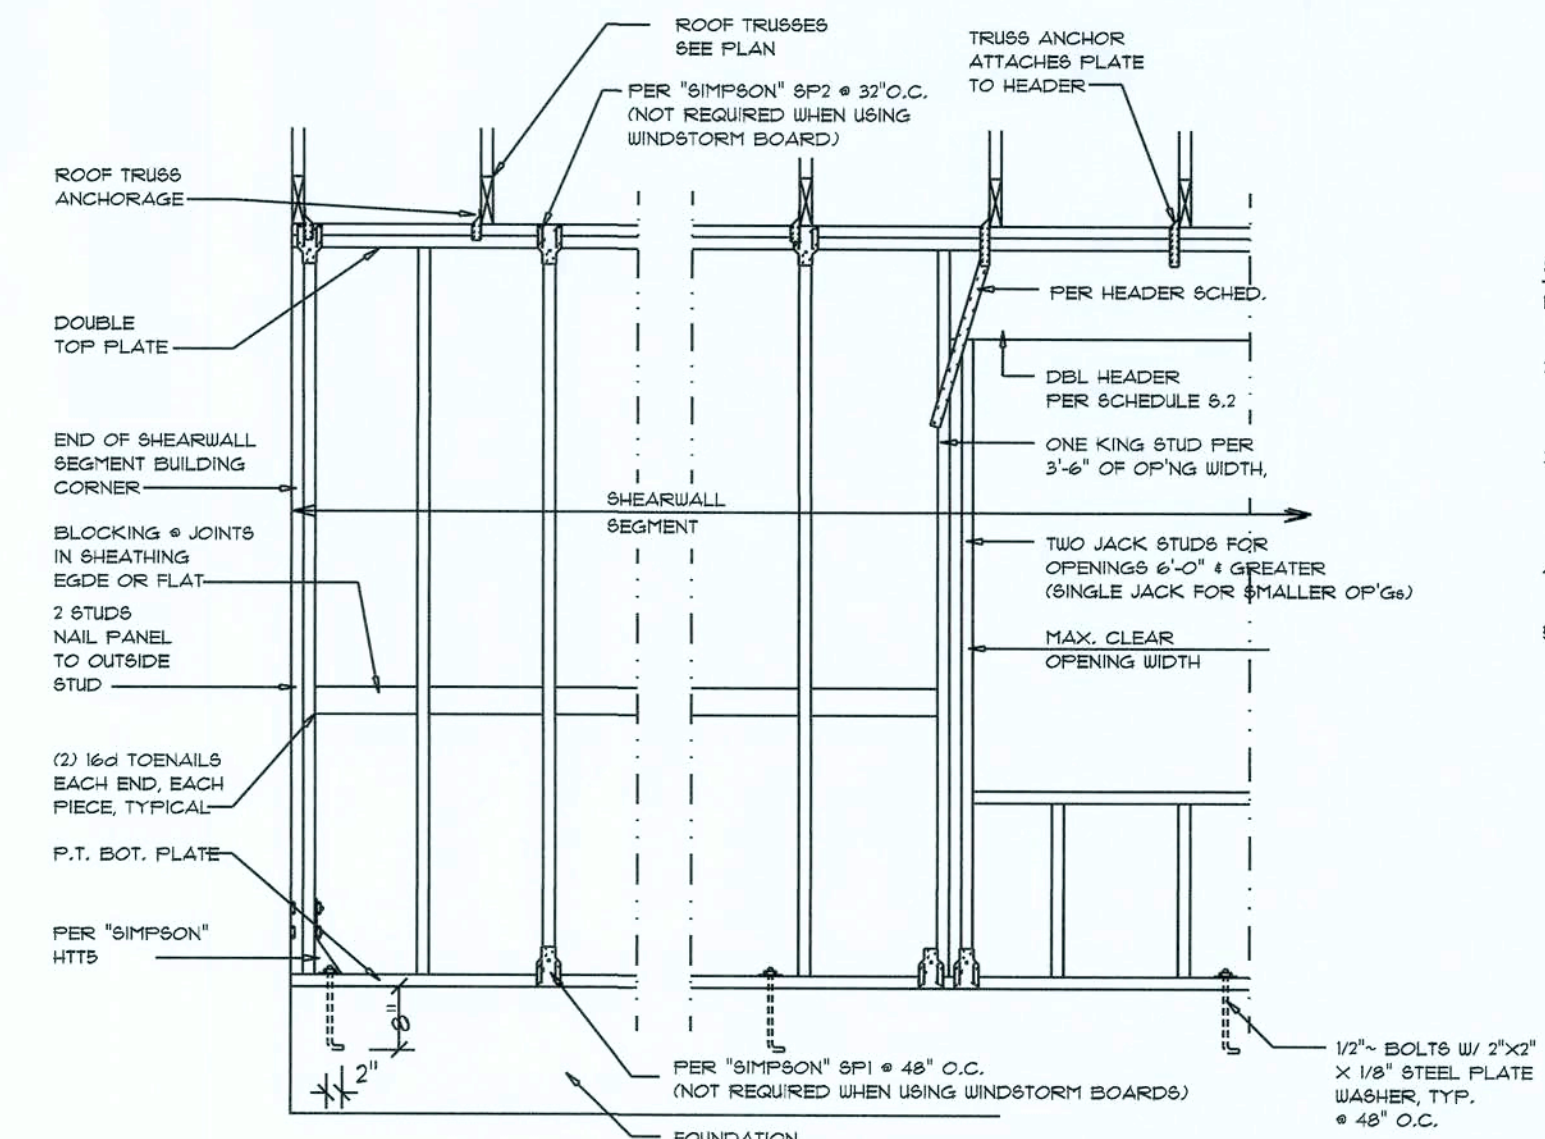 ROOF TRUSSES
SEE PLAN
TRUSS ANCHOR
ATTACHES PLATE
TO HEADER
PER "SIMPSON" SP2 @ 32"O.C.
(NOT REQUIRED WHEN USING
WINDSTORM BOARD)
ROOF TRUSS
ANCHORAGE
PER HEADER SCHED.
DOUBLE
TOP PLATE
DBL HEADER
PER SCHEDULE S.2
END OF SHEARWALL
SEGMENT BUILDING
CORNER
ONE KING STUD PER
3'-6" OF OP'NG WIDTH,
SHEARWALL
SEGMENT
BLOCKING @ JOINTS
IN SHEATHING
EGDE OR FLAT
TWO JACK STUDS FOR
OPENINGS 6'-0" & GREATER
(SINGLE JACK FOR SMALLER OP'Gs)
2 STUDS
NAIL PANEL
TO OUTSIDE
STUD
MAX. CLEAR
OPENING WIDTH
(2) 16d TOENAILS
EACH END, EACH
PIECE, TYPICAL
P.T. BOT. PLATE
PER "SIMPSON"
HTT5
8"
2"
PER "SIMPSON" SP1 @ 48" O.C.
(NOT REQUIRED WHEN USING WINDSTORM BOARDS)
1/2"~ BOLTS W/ 2"X2"
X 1/8" STEEL PLATE
WASHER, TYP.
@ 48" O.C.
FOUNDATION